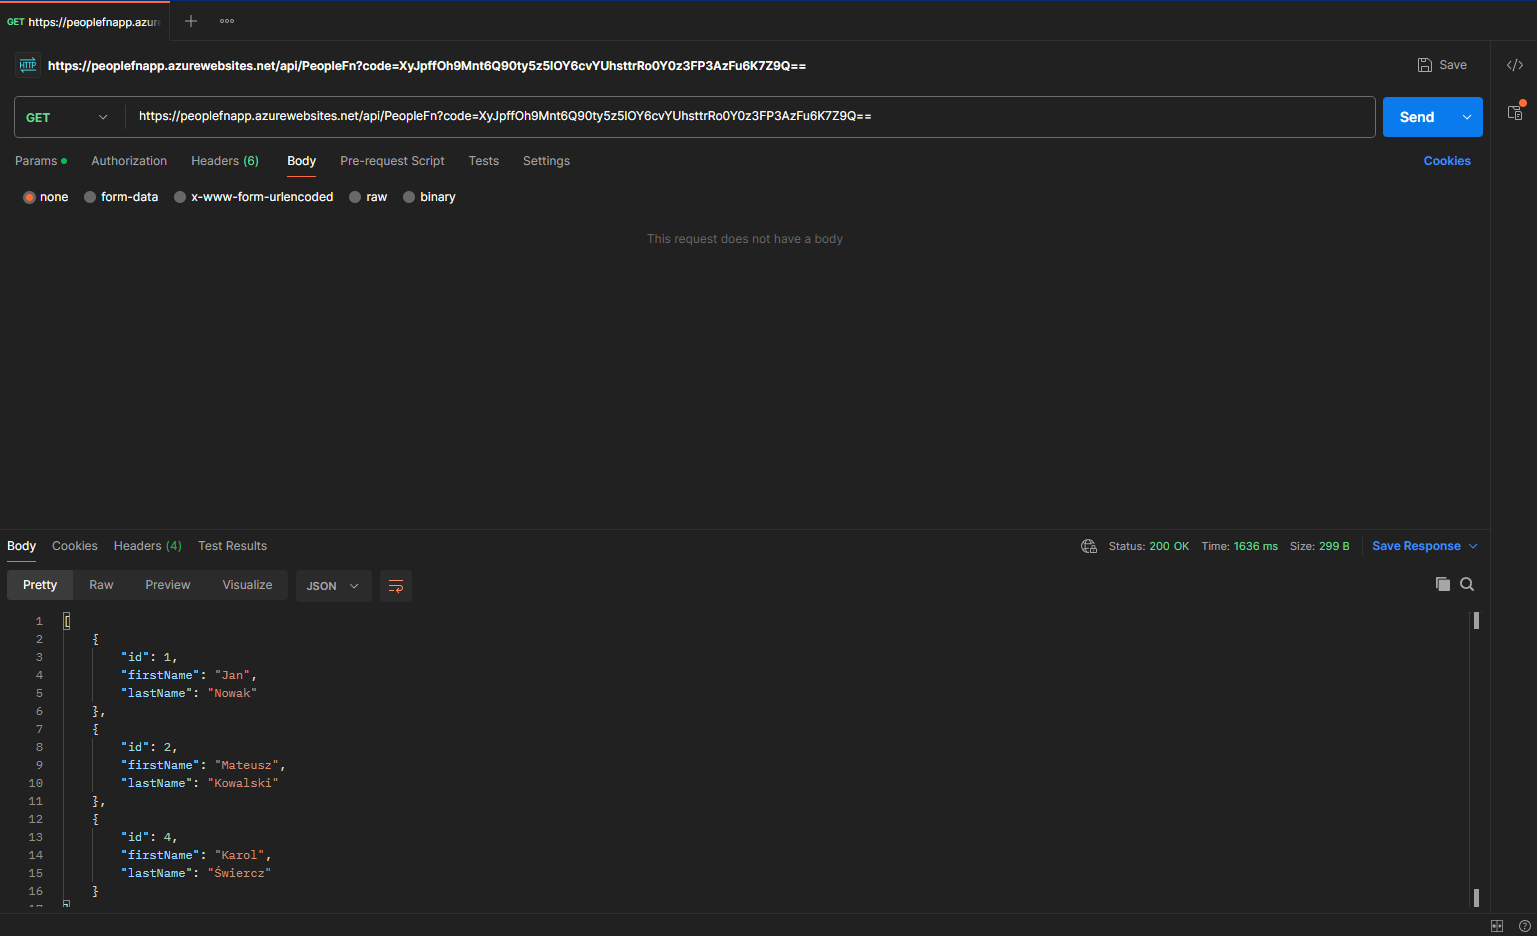 GET https://peoplefnapp.azur
HTTP https://peoplefnapp.azurewebsites.net/api/PeopleFn?code=XyJpffOh9Mnt6Q90ty5z5lOY6cvYUhsttrRo0Y0z3FP3AzFu6K7Z9Q==
Save
GET https://peoplefnapp.azurewebsites.net/api/PeopleFn?code=XyJpffOh9Mnt6Q90ty5z5lOY6cvYUhsttrRo0Y0z3FP3AzFu6K7Z9Q==
Send
Params Authorization Headers (6) Body Pre-request Script Tests Settings Cookies
none form-data x-www-form-urlencoded raw binary
This request does not have a body
Body Cookies Headers (4) Test Results Status: 200 OK Time: 1636 ms Size: 299 B Save Response
Pretty Raw Preview Visualize JSON
1 [
2 {
3 "id": 1,
4 "firstName": "Jan",
5 "lastName": "Nowak"
6 },
7 {
8 "id": 2,
9 "firstName": "Mateusz",
10 "lastName": "Kowalski"
11 },
12 {
13 "id": 4,
14 "firstName": "Karol",
15 "lastName": "Świercz"
16 }